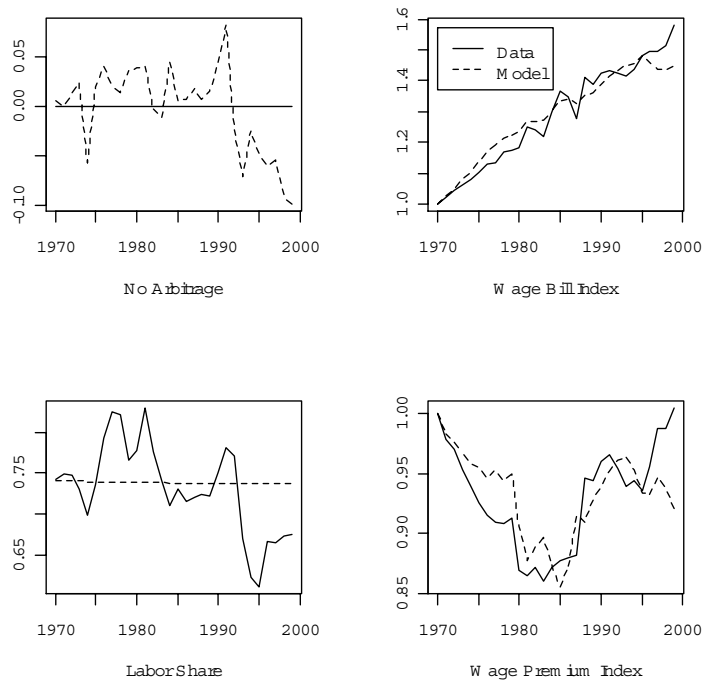 0.05
0.00
-0.10
1970 1980 1990 2000
No Arbitrage
1.6
1.4
1.2
1.0
Data
Model
1970 1980 1990 2000
Wage Bill Index
0.75
0.65
1970 1980 1990 2000
Labor Share
1.00
0.95
0.90
0.85
1970 1980 1990 2000
Wage Premium Index